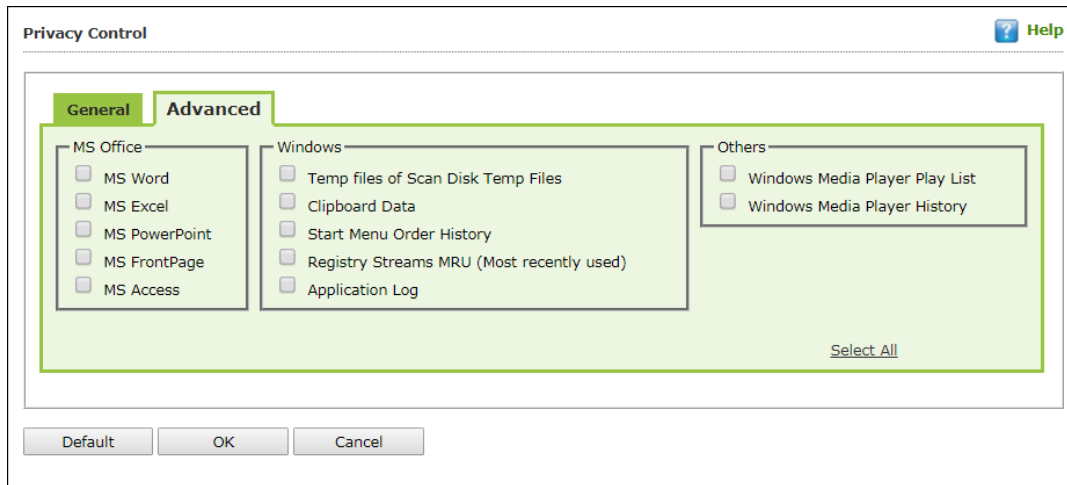 Privacy Control
Help
General
Advanced
MS Office
MS Word
MS Excel
MS PowerPoint
MS FrontPage
MS Access
Windows
Temp files of Scan Disk Temp Files
Clipboard Data
Start Menu Order History
Registry Streams MRU (Most recently used)
Application Log
Others
Windows Media Player Play List
Windows Media Player History
Select All
Default
OK
Cancel